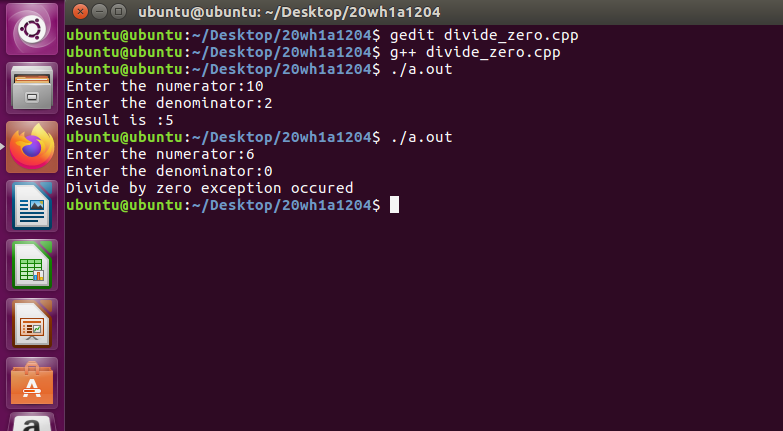 ubuntu@ubuntu: ~/Desktop/20wh1a1204
ubuntu@ubuntu:~/Desktop/20wh1a1204$ gedit divide_zero.cpp
ubuntu@ubuntu:~/Desktop/20wh1a1204$ g++ divide_zero.cpp
ubuntu@ubuntu:~/Desktop/20wh1a1204$ ./a.out
Enter the numerator:10
Enter the denominator:2
Result is :5
ubuntu@ubuntu:~/Desktop/20wh1a1204$ ./a.out
Enter the numerator:6
Enter the denominator:0
Divide by zero exception occured
ubuntu@ubuntu:~/Desktop/20wh1a1204$